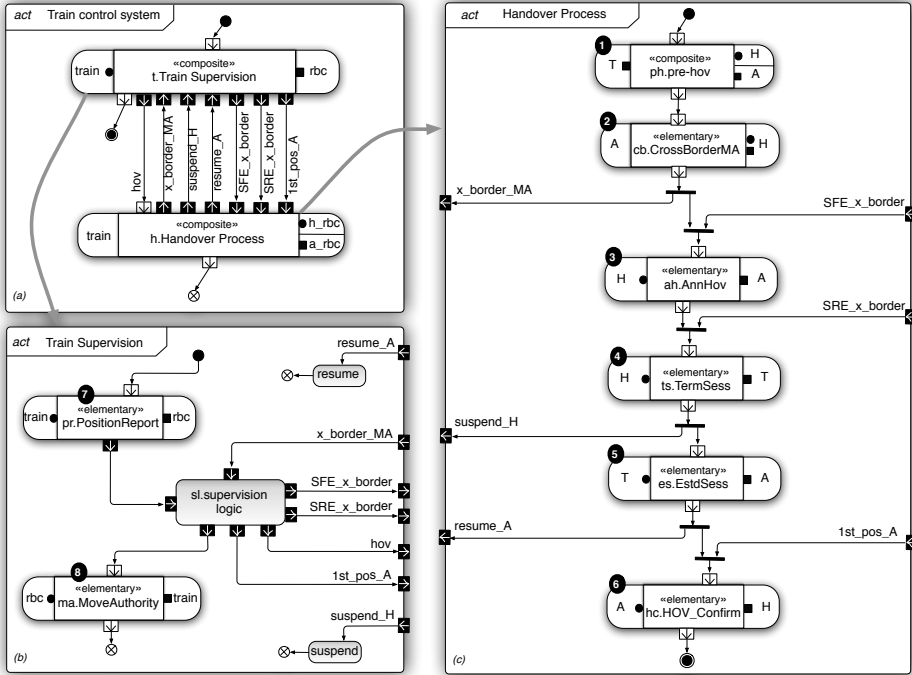 act Train control system
«composite»
train t.Train Supervision rbc
hov
x_border_MA
suspend_H
resume_A
SFE_x_border
SRE_x_border
1st_pos_A
«composite»
train h.Handover Process h_rbc
a_rbc
(a)
act Train Supervision
resume_A
resume
7
«elementary»
train pr.PositionReport rbc
x_border_MA
sl.supervision
logic
SFE_x_border
SRE_x_border
hov
1st_pos_A
8
«elementary»
rbc ma.MoveAuthority train
suspend_H
suspend
(b)
act Handover Process
1
«composite»
T ph.pre-hov H
A
2
«elementary»
A cb.CrossBorderMA H
x_border_MA
SFE_x_border
3
«elementary»
H ah.AnnHov A
SRE_x_border
4
«elementary»
H ts.TermSess T
suspend_H
5
«elementary»
T es.EstdSess A
resume_A
1st_pos_A
6
«elementary»
A hc.HOV_Confirm H
(c)